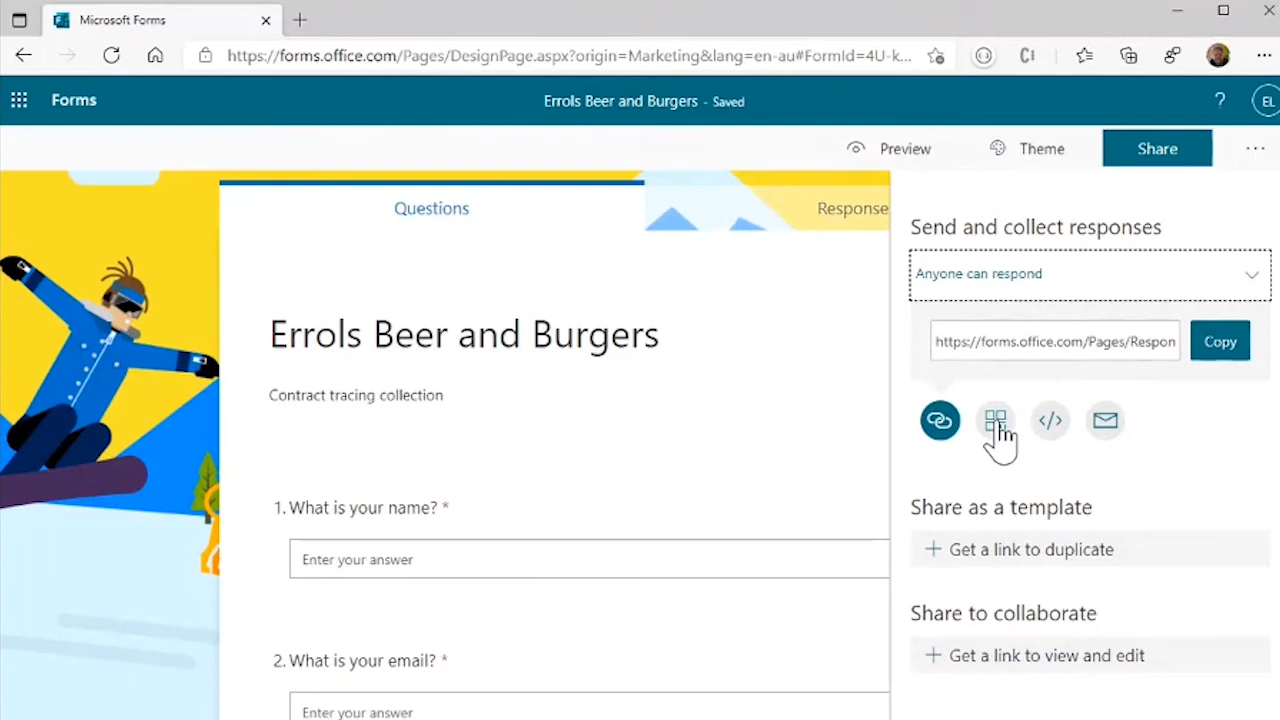 Microsoft Forms
https://forms.office.com/Pages/DesignPage.aspx?origin=Marketing&lang=en-au#FormId=4U-k...
Forms
Errols Beer and Burgers - Saved
?
EL
Preview
Theme
Share
Questions
Response
Send and collect responses
Anyone can respond
https://forms.office.com/Pages/Respon
Copy
Errols Beer and Burgers
Contract tracing collection
Share as a template
Get a link to duplicate
1. What is your name? *
Enter your answer
Share to collaborate
Get a link to view and edit
2. What is your email? *
Enter your answer